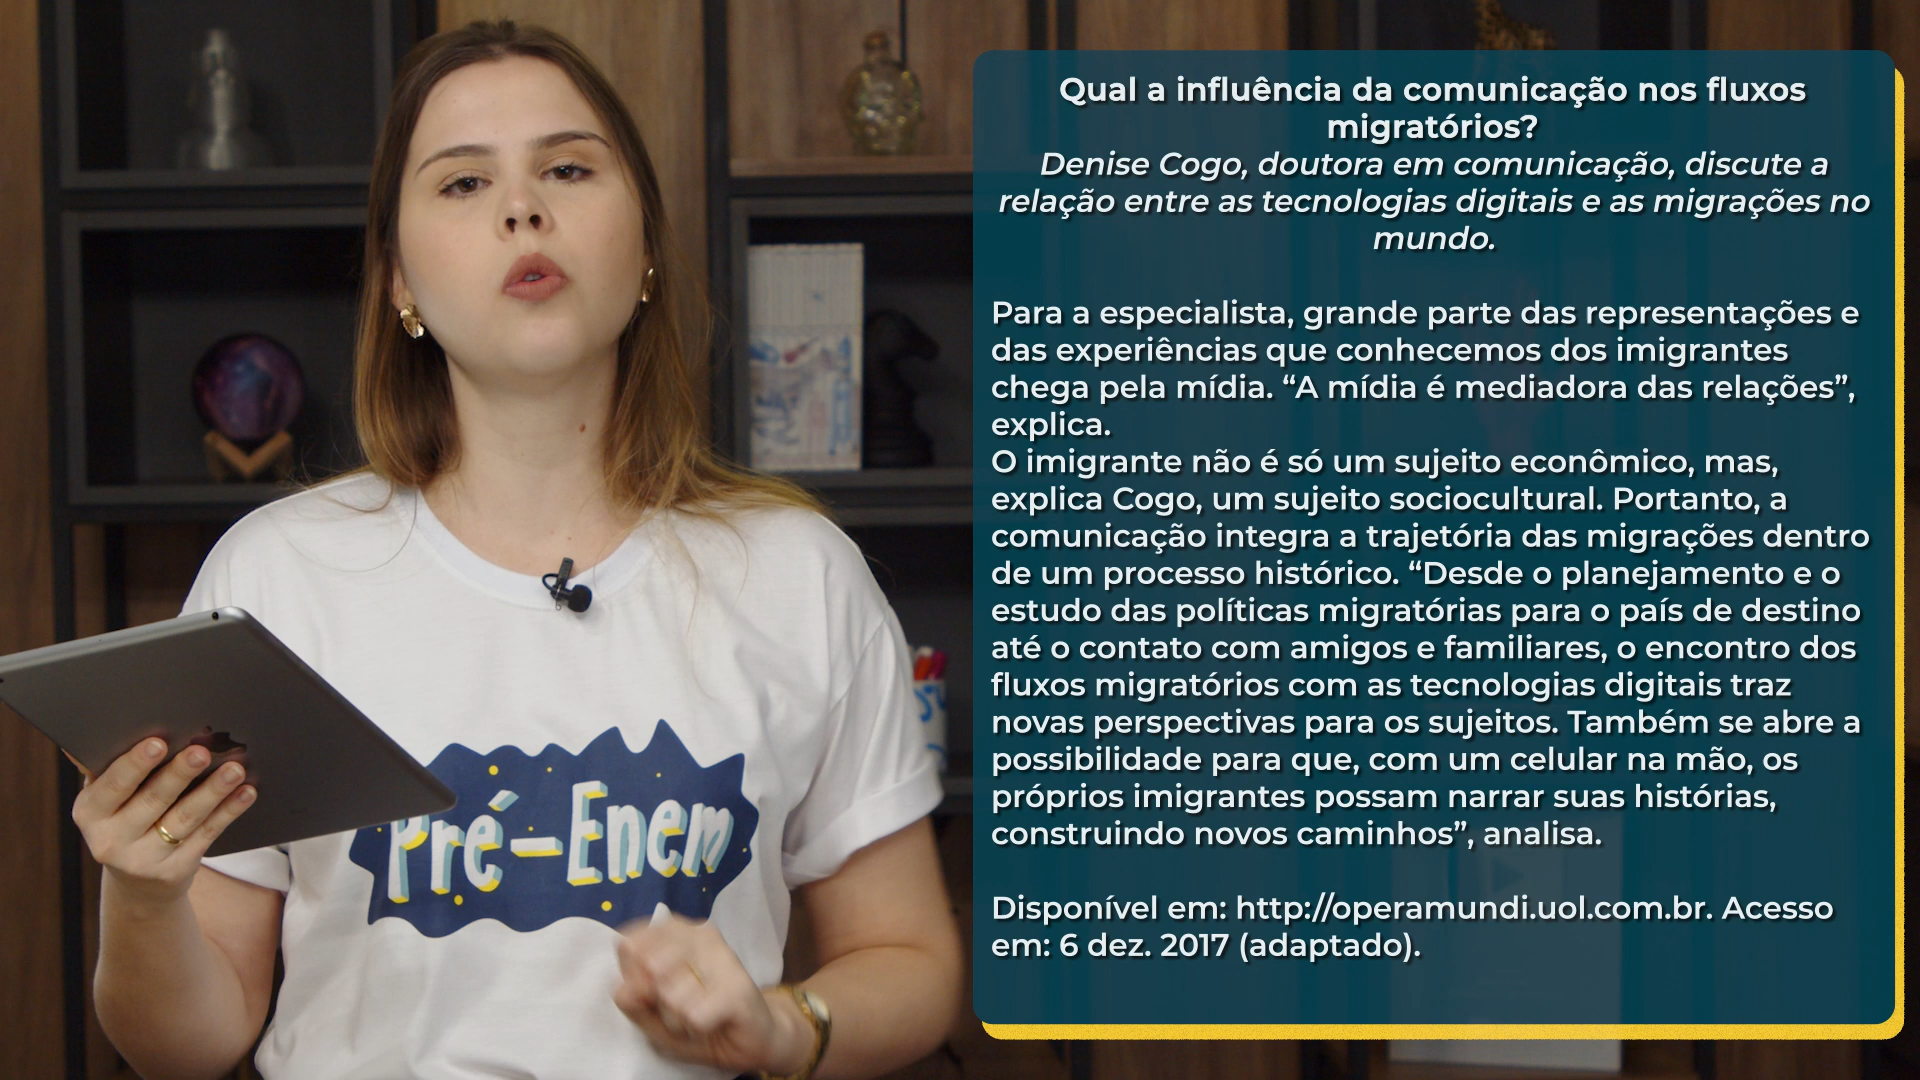 Qual a influência da comunicação nos fluxos
migratórios?
Denise Cogo, doutora em comunicação, discute a
relação entre as tecnologias digitais e as migrações no
mundo.
Para a especialista, grande parte das representações e
das experiências que conhecemos dos imigrantes
chega pela mídia. “A mídia é mediadora das relações”,
explica.
O imigrante não é só um sujeito econômico, mas,
explica Cogo, um sujeito sociocultural. Portanto, a
comunicação integra a trajetória das migrações dentro
de um processo histórico. “Desde o planejamento e o
estudo das políticas migratórias para o país de destino
até o contato com amigos e familiares, o encontro dos
fluxos migratórios com as tecnologias digitais traz
novas perspectivas para os sujeitos. Também se abre a
possibilidade para que, com um celular na mão, os
próprios imigrantes possam narrar suas histórias,
construindo novos caminhos”, analisa.
Disponível em: http://operamundi.uol.com.br. Acesso
em: 6 dez. 2017 (adaptado).
Pré-Enem